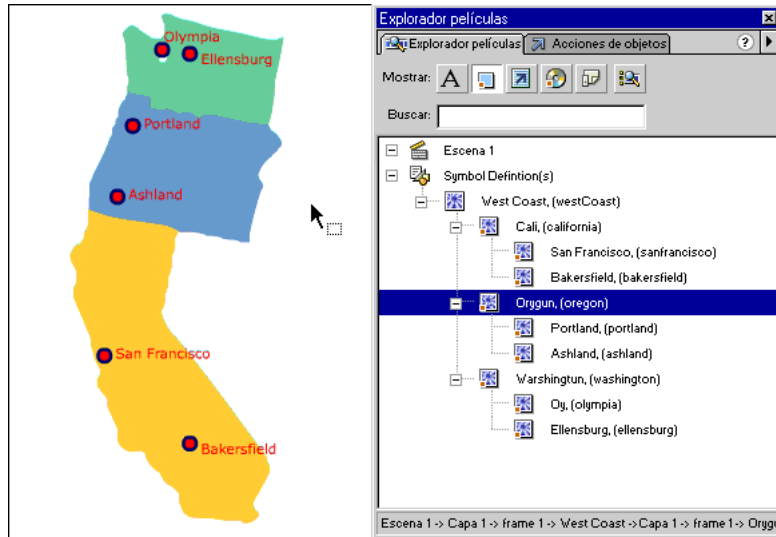 Olympia
Ellensburg
Portland
Ashland
San Francisco
Bakersfield
Explorador películas
Explorador películas
Acciones de objetos
?
Mostrar:
A
Buscar:
Escena 1
Symbol Defintion(s)
West Coast, (westCoast)
Cali, (california)
San Francisco, (sanfrancisco)
Bakersfield, (bakersfield)
Orygun, (oregon)
Portland, (portland)
Ashland, (ashland)
Warshingtun, (washington)
Oy, (olympia)
Ellensburg, (ellensburg)
Escena 1 -> Capa 1 -> frame 1 -> West Coast ->Capa 1 -> frame 1-> Orygu